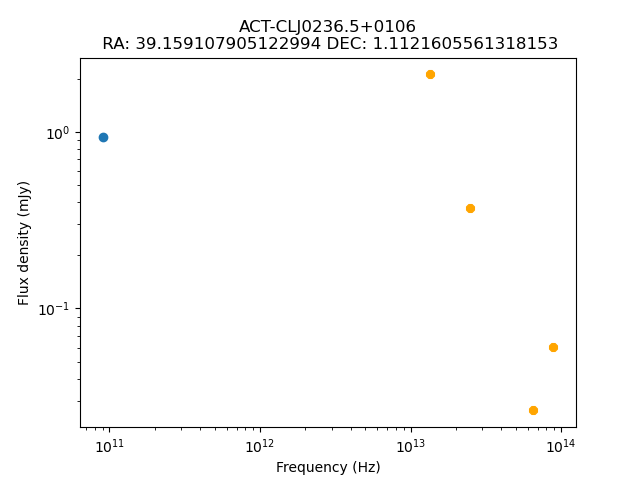 ACT-CLJ0236.5+0106
RA: 39.159107905122994 DEC: 1.1121605561318153
Flux density (mJy)
10⁰
10⁻¹
10¹¹ 10¹² 10¹³ 10¹⁴
Frequency (Hz)